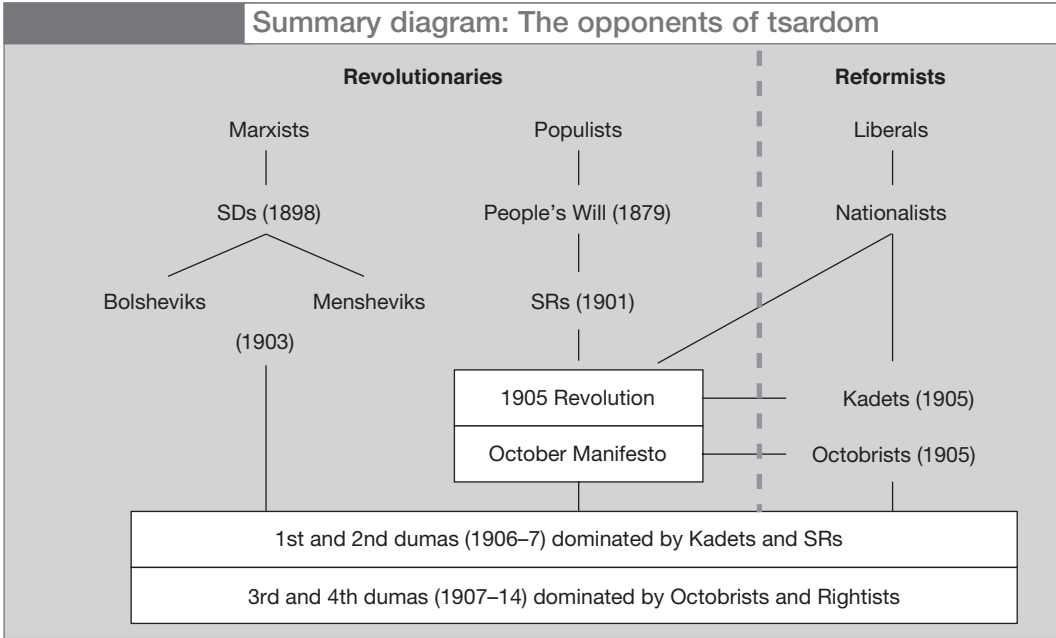 Summary diagram: The opponents of tsardom
Revolutionaries
Reformists
Marxists
Populists
Liberals
SDs (1898)
People's Will (1879)
Nationalists
Bolsheviks
Mensheviks
SRs (1901)
(1903)
1905 Revolution
Kadets (1905)
October Manifesto
Octobrists (1905)
1st and 2nd dumas (1906–7) dominated by Kadets and SRs
3rd and 4th dumas (1907–14) dominated by Octobrists and Rightists